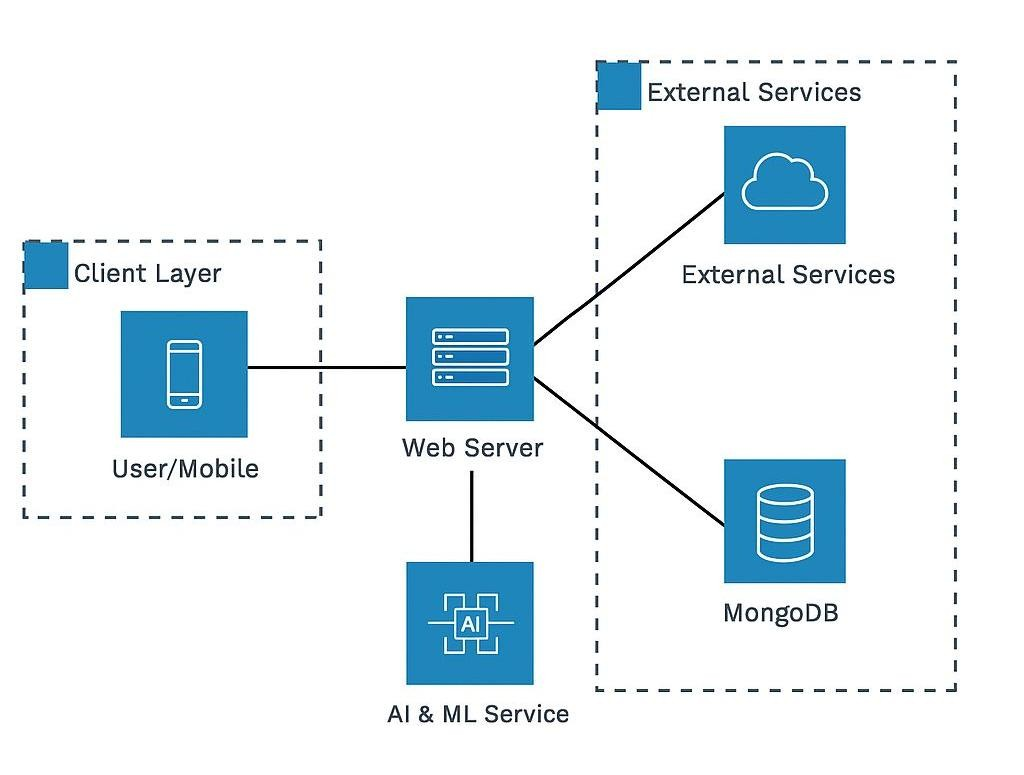 External Services
External Services
Client Layer
User/Mobile
Web Server
MongoDB
AI
AI & ML Service